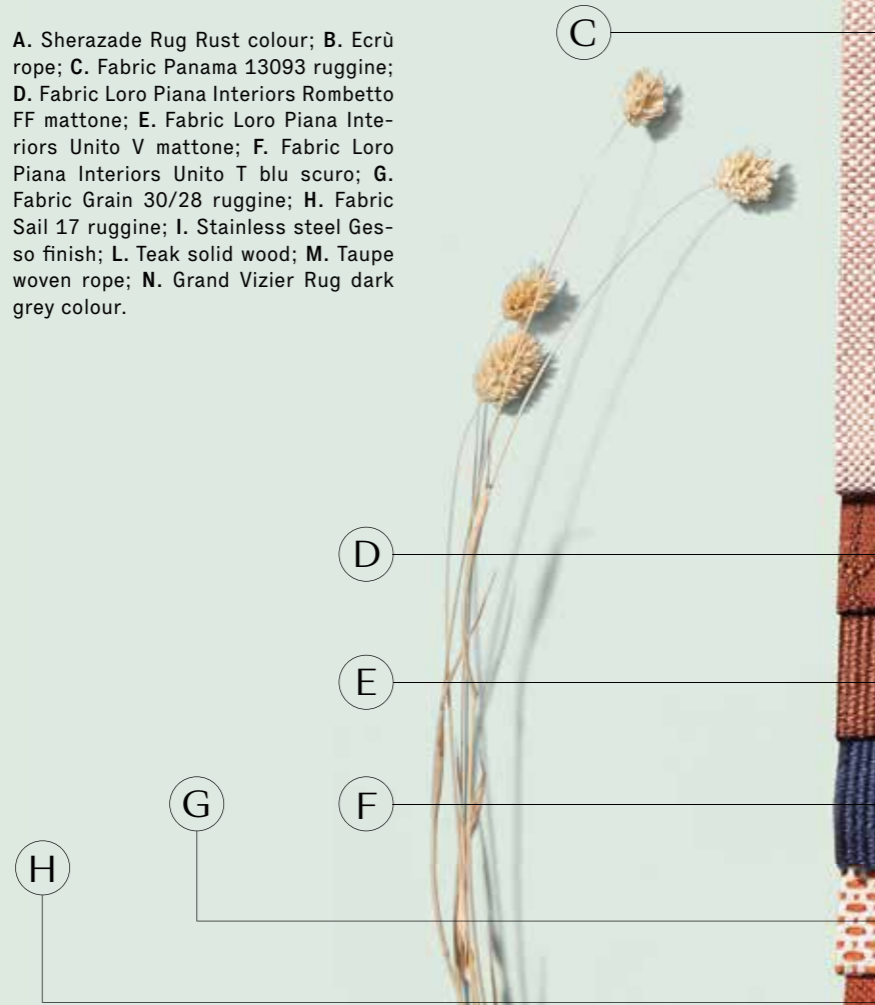 A. Sherazade Rug Rust colour; B. Ecrù
rope; C. Fabric Panama 13093 ruggine;
D. Fabric Loro Piana Interiors Rombetto
FF mattone; E. Fabric Loro Piana Inte-
riors Unito V mattone; F. Fabric Loro
Piana Interiors Unito T blu scuro; G.
Fabric Grain 30/28 ruggine; H. Fabric
Sail 17 ruggine; I. Stainless steel Ges-
so finish; L. Teak solid wood; M. Taupe
woven rope; N. Grand Vizier Rug dark
grey colour.
C
D
E
F
G
H